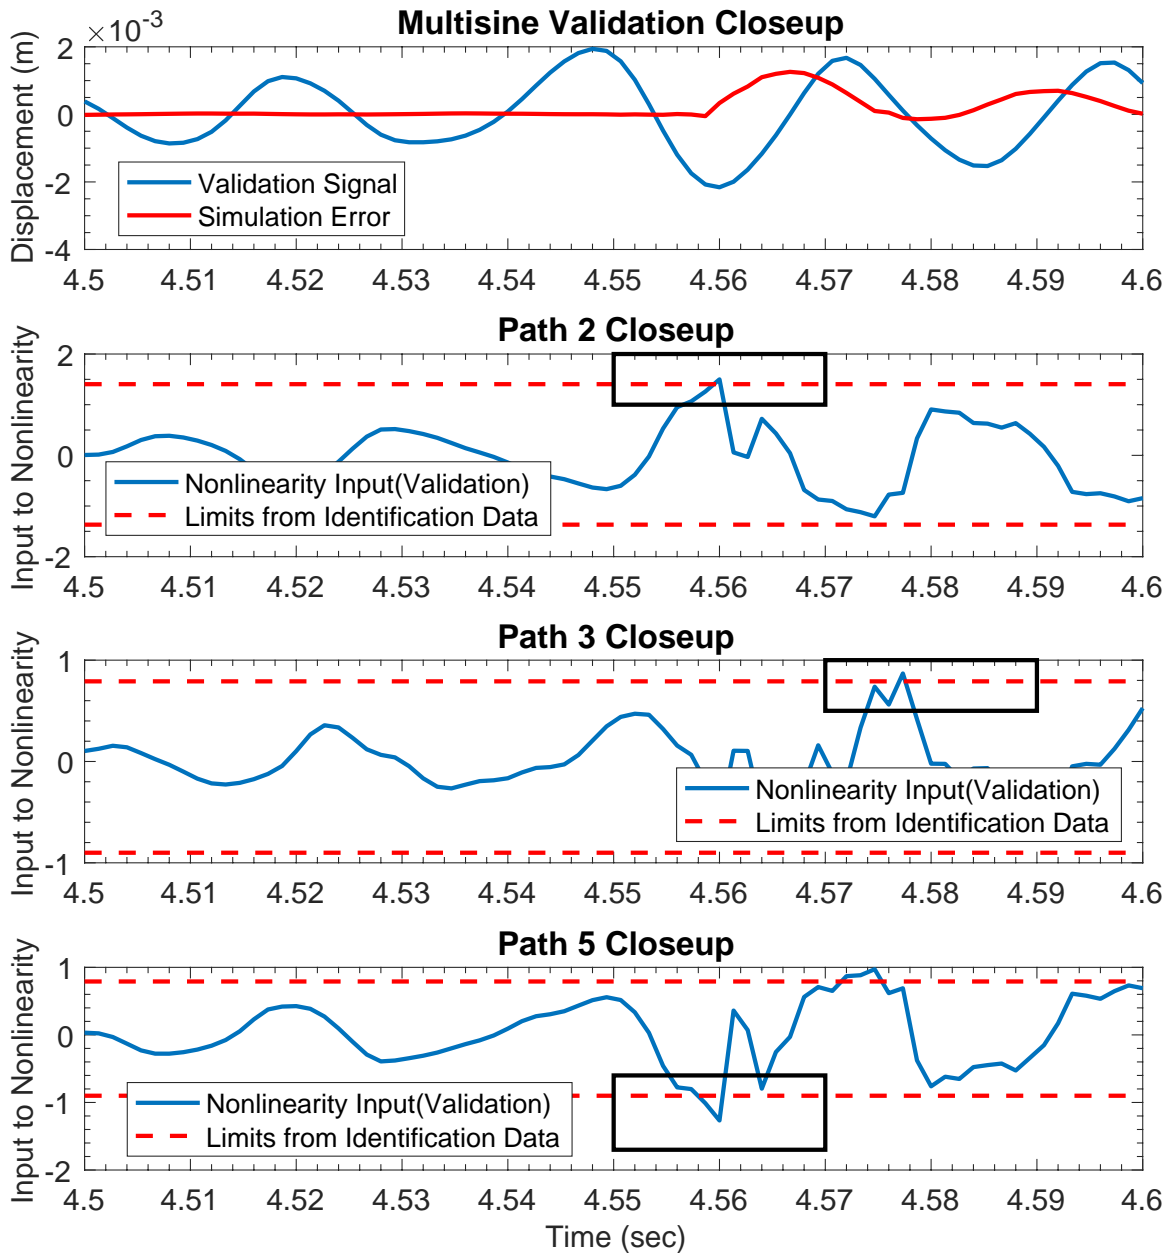 Multisine Validation Closeup
×10-3
Displacement (m)
2
0
-2
-4
Validation Signal
Simulation Error
4.5 4.51 4.52 4.53 4.54 4.55 4.56 4.57 4.58 4.59 4.6
Path 2 Closeup
Input to Nonlinearity
2
0
-2
Nonlinearity Input(Validation)
Limits from Identification Data
4.5 4.51 4.52 4.53 4.54 4.55 4.56 4.57 4.58 4.59 4.6
Path 3 Closeup
Input to Nonlinearity
1
0
-1
Nonlinearity Input(Validation)
Limits from Identification Data
4.5 4.51 4.52 4.53 4.54 4.55 4.56 4.57 4.58 4.59 4.6
Path 5 Closeup
Input to Nonlinearity
1
0
-1
-2
Nonlinearity Input(Validation)
Limits from Identification Data
4.5 4.51 4.52 4.53 4.54 4.55 4.56 4.57 4.58 4.59 4.6
Time (sec)